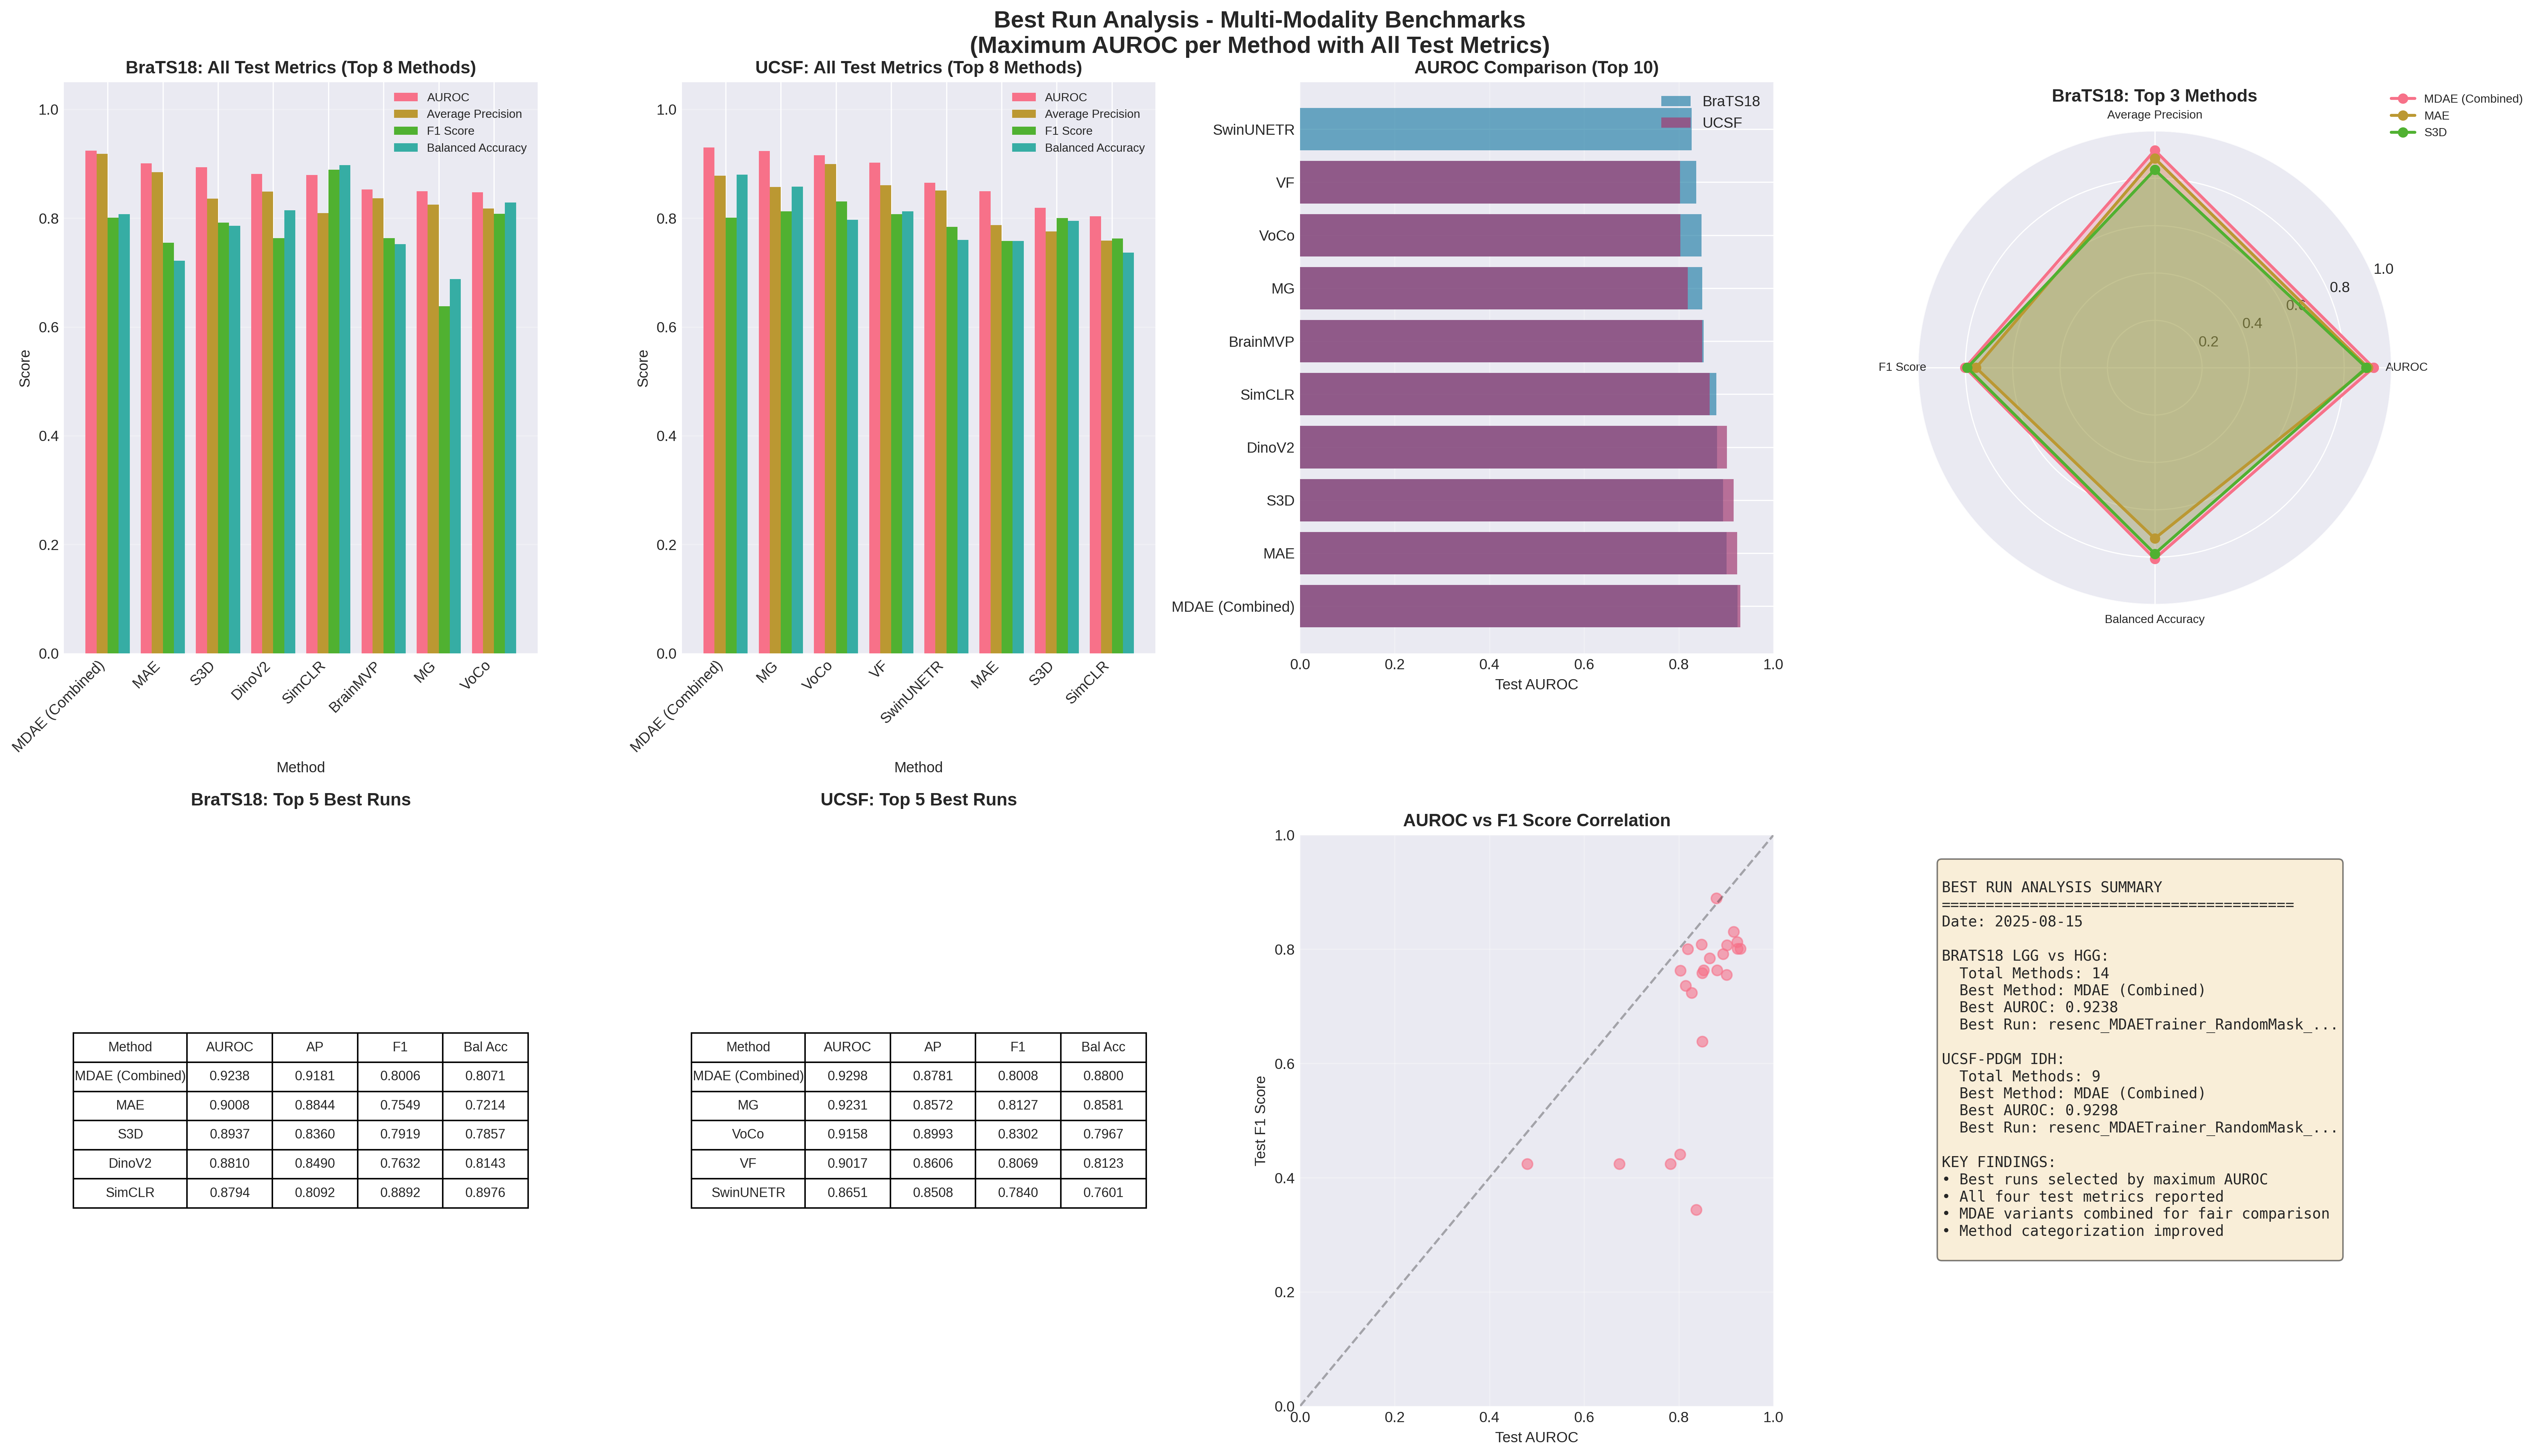 Best Run Analysis - Multi-Modality Benchmarks
(Maximum AUROC per Method with All Test Metrics)
BraTS18: All Test Metrics (Top 8 Methods)
AUROC
Average Precision
F1 Score
Balanced Accuracy
1.0
0.8
0.6
0.4
0.2
0.0
Score
MDAE (Combined)
MAE
S3D
DinoV2
SimCLR
BrainMVP
MG
VoCo
Method
UCSF: All Test Metrics (Top 8 Methods)
AUROC
Average Precision
F1 Score
Balanced Accuracy
1.0
0.8
0.6
0.4
0.2
0.0
Score
MDAE (Combined)
MG
VoCo
VF
SwinUNETR
MAE
S3D
SimCLR
Method
AUROC Comparison (Top 10)
BraTS18
UCSF
SwinUNETR
VF
VoCo
MG
BrainMVP
SimCLR
DinoV2
S3D
MAE
MDAE (Combined)
0.0 0.2 0.4 0.6 0.8 1.0
Test AUROC
BraTS18: Top 3 Methods
MDAE (Combined)
MAE
S3D
Average Precision
1.0
0.8
0.6
0.4
0.2
F1 Score
AUROC
Balanced Accuracy
BraTS18: Top 5 Best Runs
Method AUROC AP F1 Bal Acc
MDAE (Combined) 0.9238 0.9181 0.8006 0.8071
MAE 0.9008 0.8844 0.7549 0.7214
S3D 0.8937 0.8360 0.7919 0.7857
DinoV2 0.8810 0.8490 0.7632 0.8143
SimCLR 0.8794 0.8092 0.8892 0.8976
UCSF: Top 5 Best Runs
Method AUROC AP F1 Bal Acc
MDAE (Combined) 0.9298 0.8781 0.8008 0.8800
MG 0.9231 0.8572 0.8127 0.8581
VoCo 0.9158 0.8993 0.8302 0.7967
VF 0.9017 0.8606 0.8069 0.8123
SwinUNETR 0.8651 0.8508 0.7840 0.7601
AUROC vs F1 Score Correlation
1.0
0.8
0.6
0.4
0.2
0.0
Test F1 Score
0.0 0.2 0.4 0.6 0.8 1.0
Test AUROC
BEST RUN ANALYSIS SUMMARY
========================================
Date: 2025-08-15
BRATS18 LGG vs HGG:
Total Methods: 14
Best Method: MDAE (Combined)
Best AUROC: 0.9238
Best Run: resenc_MDAETrainer_RandomMask_...
UCSF-PDGM IDH:
Total Methods: 9
Best Method: MDAE (Combined)
Best AUROC: 0.9298
Best Run: resenc_MDAETrainer_RandomMask_...
KEY FINDINGS:
• Best runs selected by maximum AUROC
• All four test metrics reported
• MDAE variants combined for fair comparison
• Method categorization improved